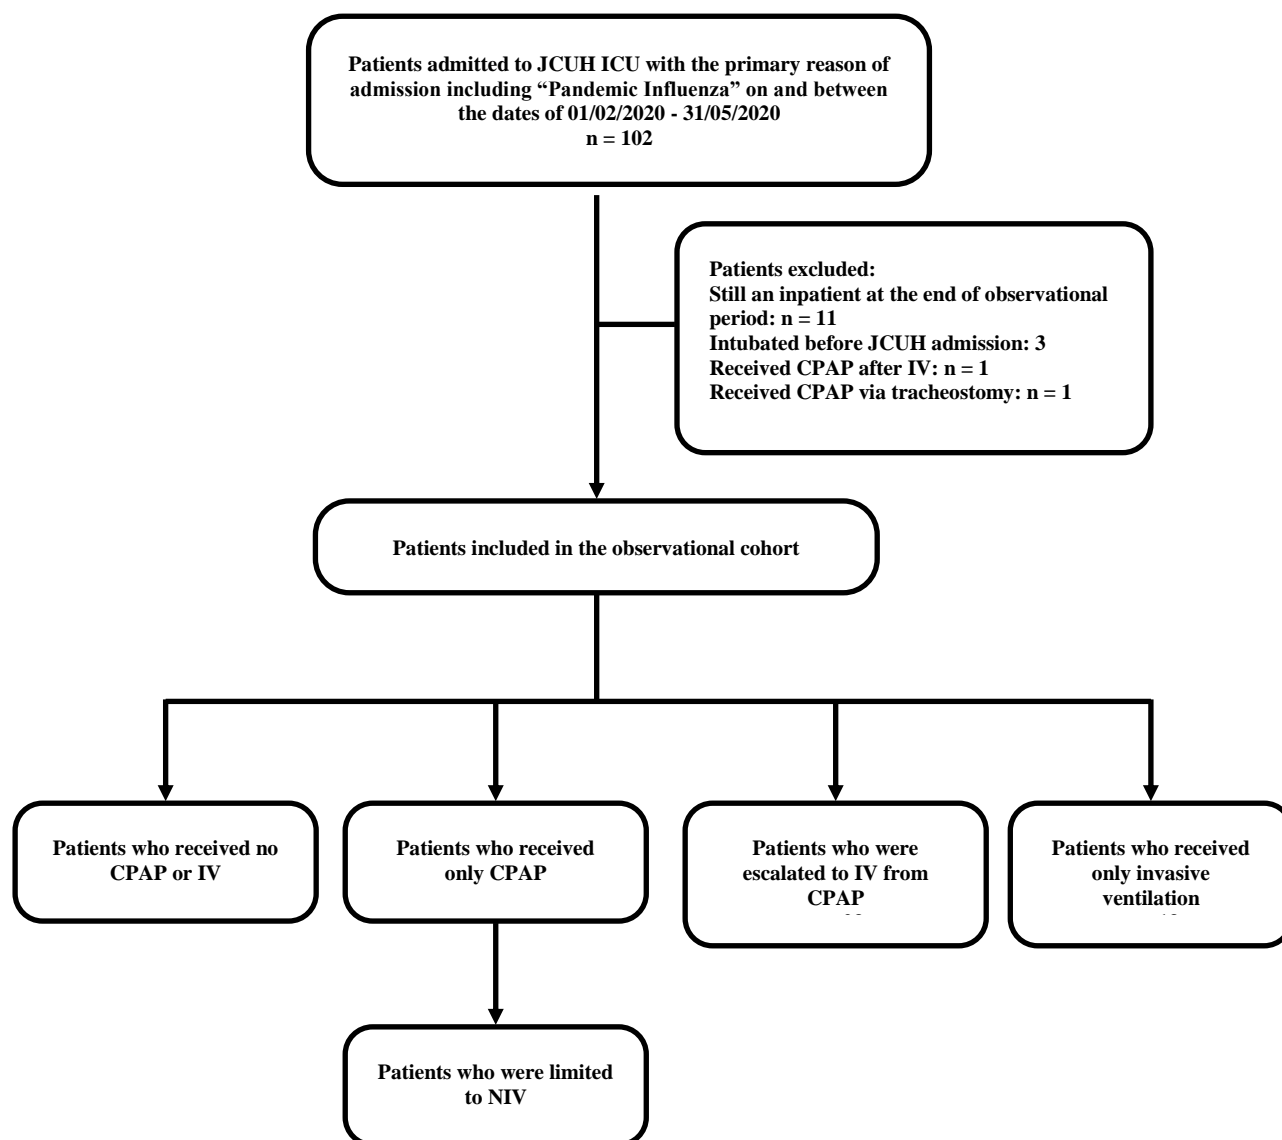 Patients admitted to JCUH ICU with the primary reason of
admission including “Pandemic Influenza” on and between
the dates of 01/02/2020 - 31/05/2020
n = 102
Patients excluded:
Still an inpatient at the end of observational
period: n = 11
Intubated before JCUH admission: 3
Received CPAP after IV: n = 1
Received CPAP via tracheostomy: n = 1
Patients included in the observational cohort
Patients who received no
CPAP or IV
Patients who received
only CPAP
Patients who were
escalated to IV from
CPAP
Patients who received
only invasive
ventilation
Patients who were limited
to NIV